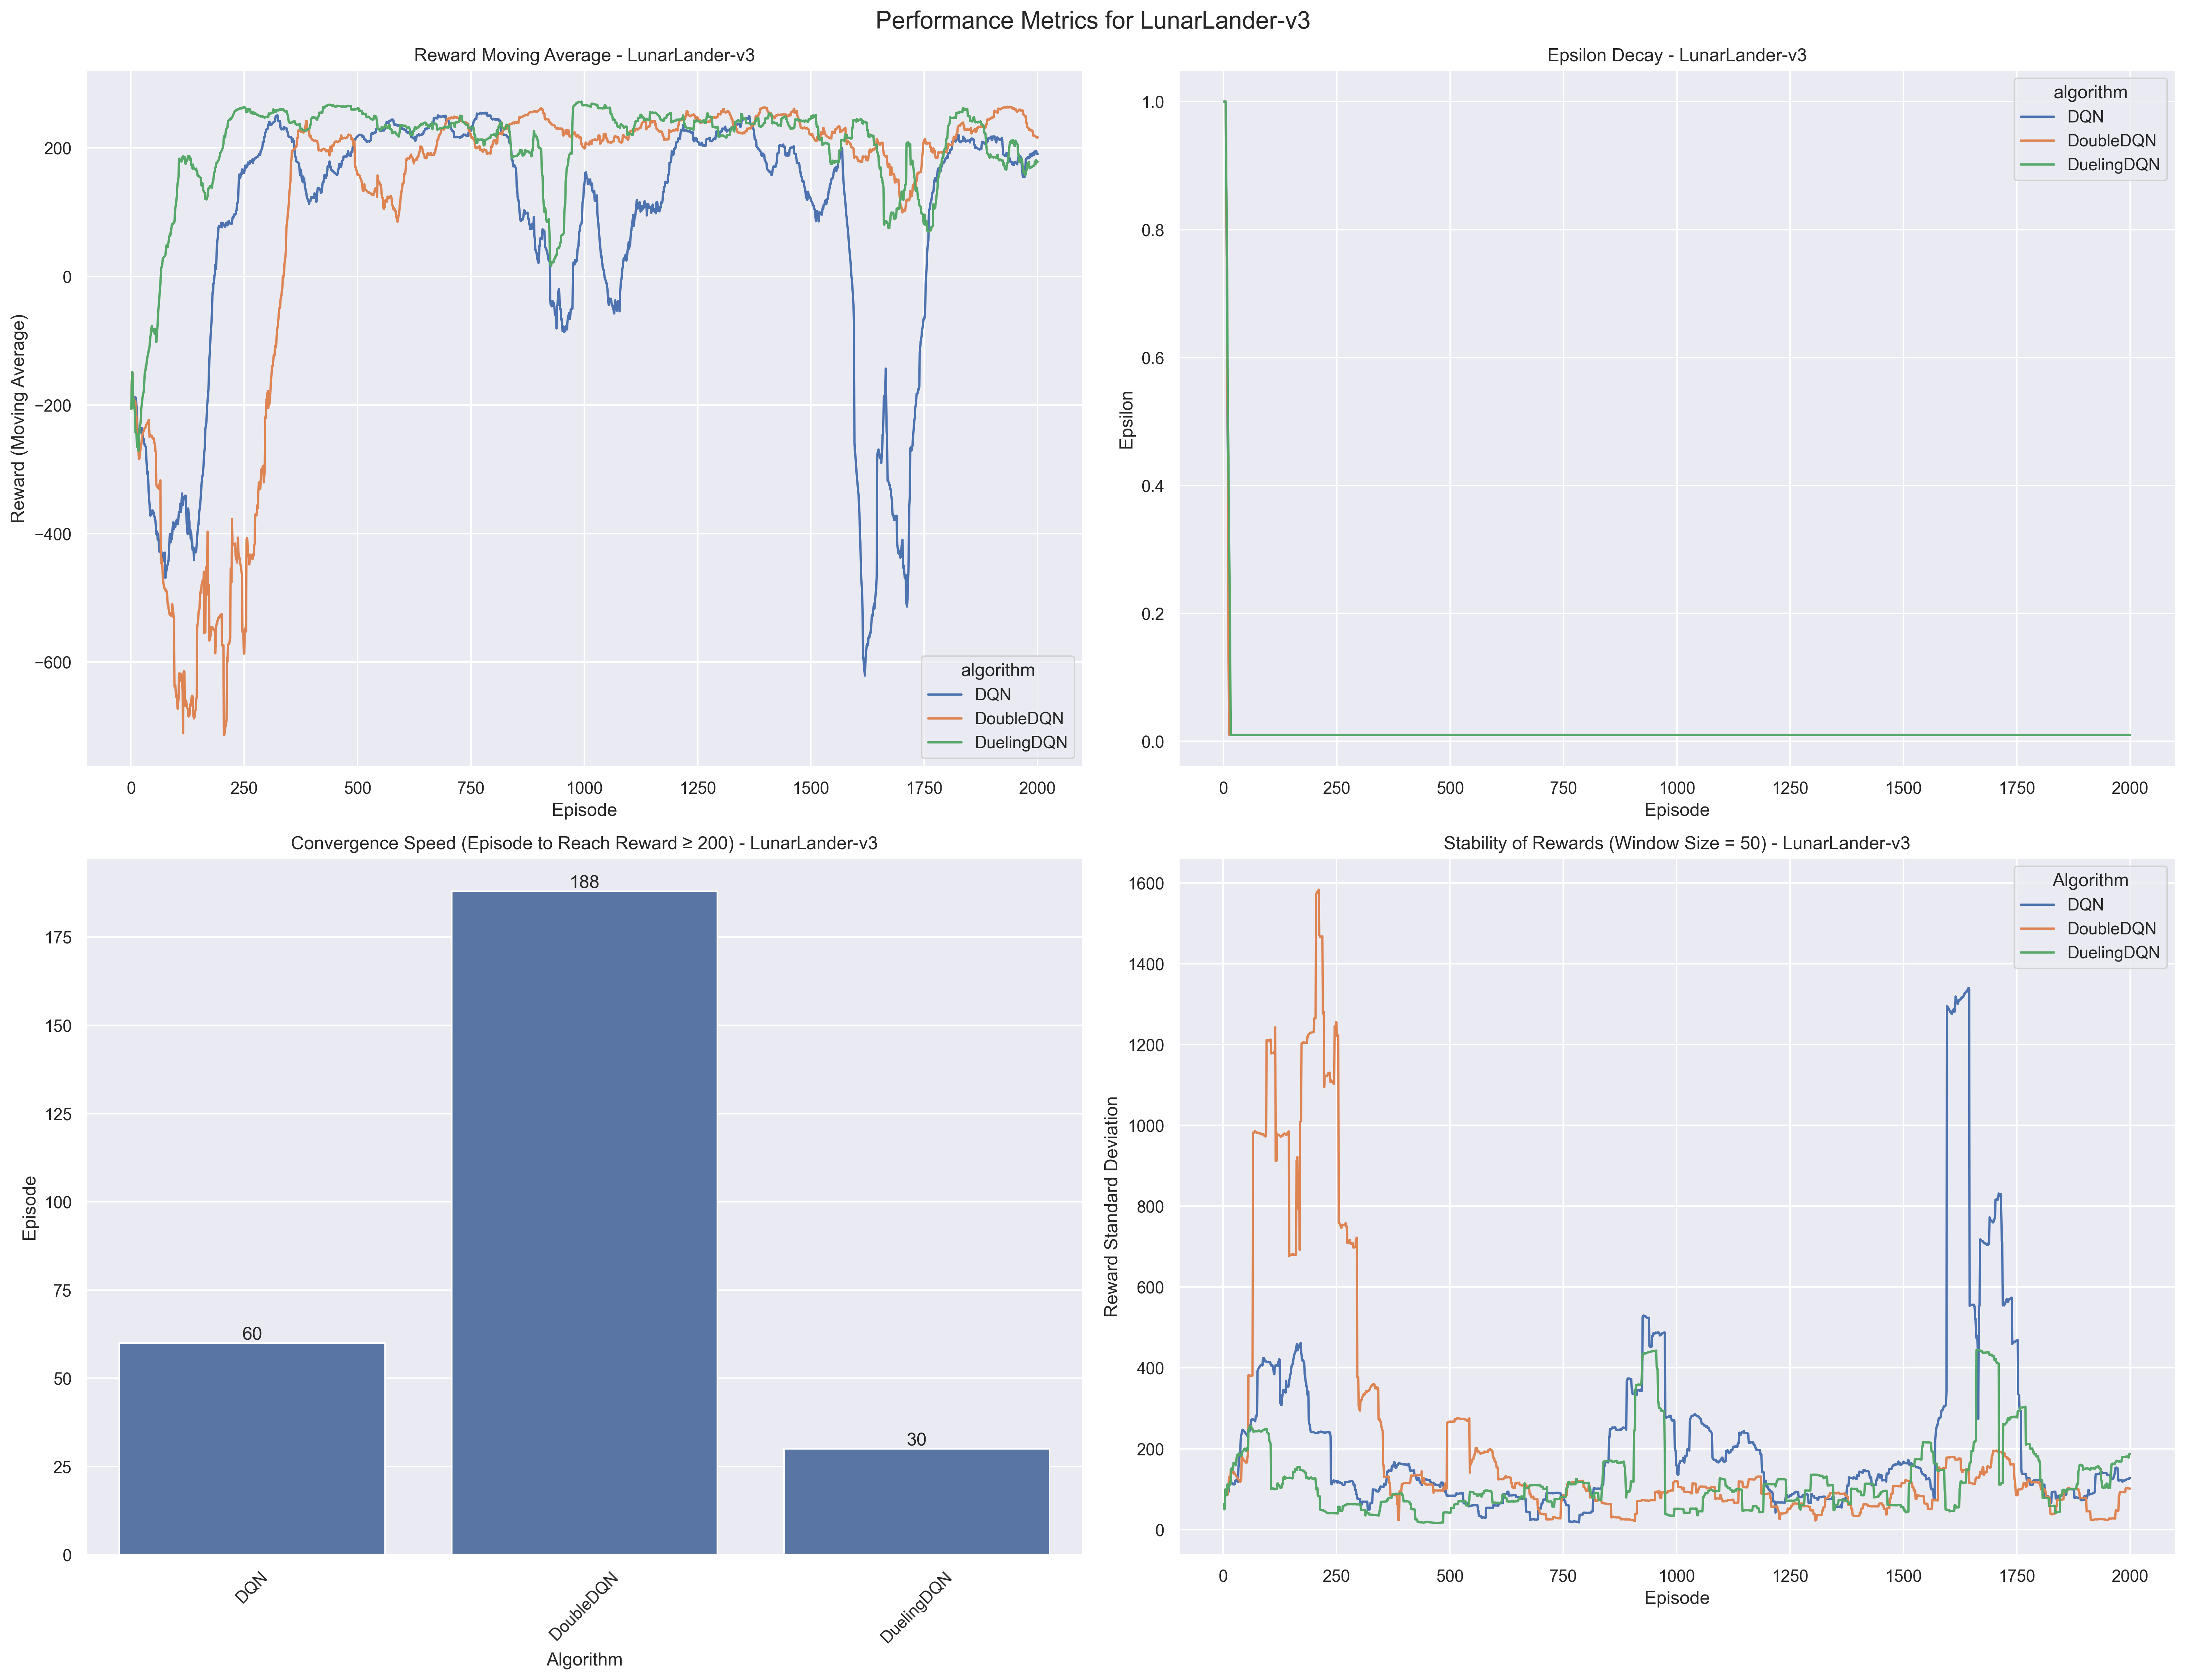 Performance Metrics for LunarLander-v3
Reward Moving Average - LunarLander-v3
Reward (Moving Average)
200
0
−200
−400
−600
0 250 500 750 1000 1250 1500 1750 2000
Episode
algorithm
DQN
DoubleDQN
DuelingDQN
Epsilon Decay - LunarLander-v3
Epsilon
1.0
0.8
0.6
0.4
0.2
0.0
0 250 500 750 1000 1250 1500 1750 2000
Episode
algorithm
DQN
DoubleDQN
DuelingDQN
Convergence Speed (Episode to Reach Reward ≥ 200) - LunarLander-v3
Episode
175
150
125
100
75
50
25
0
60
188
30
DQN
DoubleDQN
DuelingDQN
Algorithm
Stability of Rewards (Window Size = 50) - LunarLander-v3
Reward Standard Deviation
1600
1400
1200
1000
800
600
400
200
0
0 250 500 750 1000 1250 1500 1750 2000
Episode
Algorithm
DQN
DoubleDQN
DuelingDQN